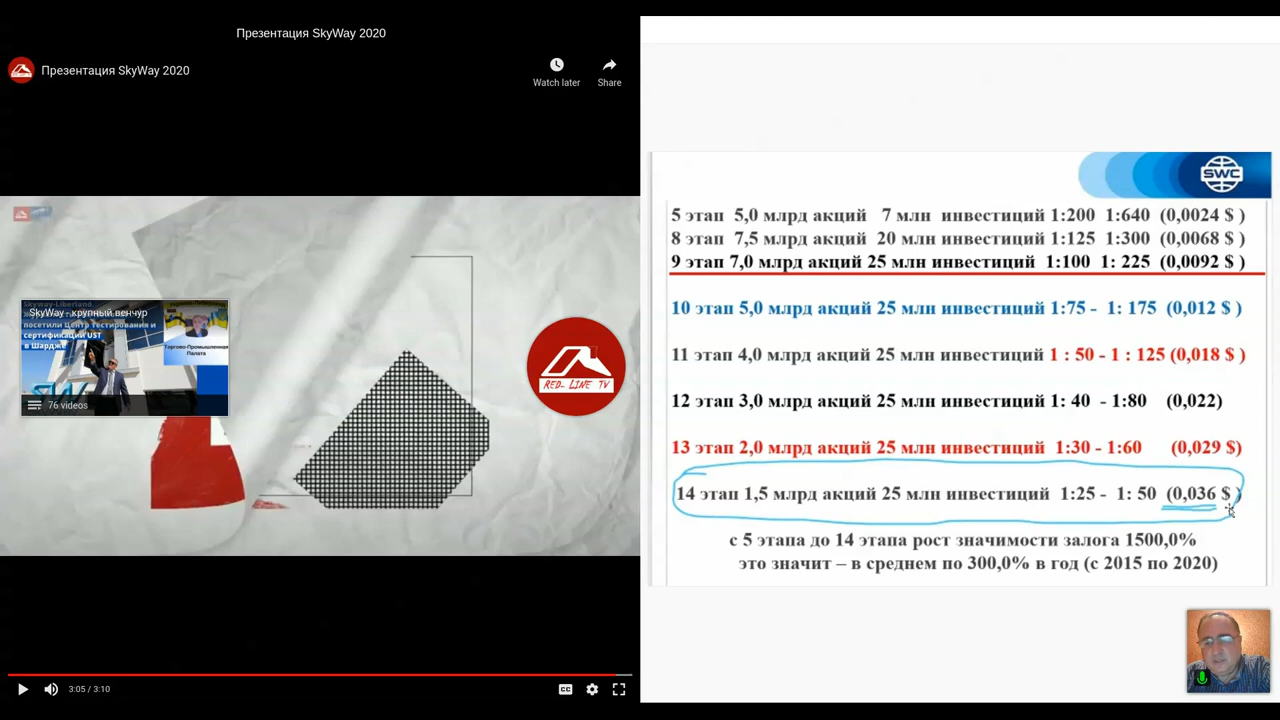 Презентация SkyWay 2020
Презентация SkyWay 2020
Watch later
Share
SkyWay - крупный венчур
посетили Центр тестирования и
сертификации UST
в Шардже
Торгово-Промышленная
Палата
76 videos
RED-LINE TV
3:05 / 3:10
CC
SWC
5 этап 5,0 млрд акций 7 млн инвестиций 1:200 1:640 (0,0024 $ )
8 этап 7,5 млрд акций 20 млн инвестиций 1:125 1:300 (0,0068 $ )
9 этап 7,0 млрд акций 25 млн инвестиций 1:100 1: 225 (0,0092 $ )
10 этап 5,0 млрд акций 25 млн инвестиций 1:75 - 1: 175 (0,012 $ )
11 этап 4,0 млрд акций 25 млн инвестиций 1 : 50 - 1 : 125 (0,018 $ )
12 этап 3,0 млрд акций 25 млн инвестиций 1: 40 - 1:80 (0,022)
13 этап 2,0 млрд акций 25 млн инвестиций 1:30 - 1:60 (0,029 $)
14 этап 1,5 млрд акций 25 млн инвестиций 1:25 - 1: 50 (0,036 $ )
с 5 этапа до 14 этапа рост значимости залога 1500,0%
это значит – в среднем по 300,0% в год (с 2015 по 2020)